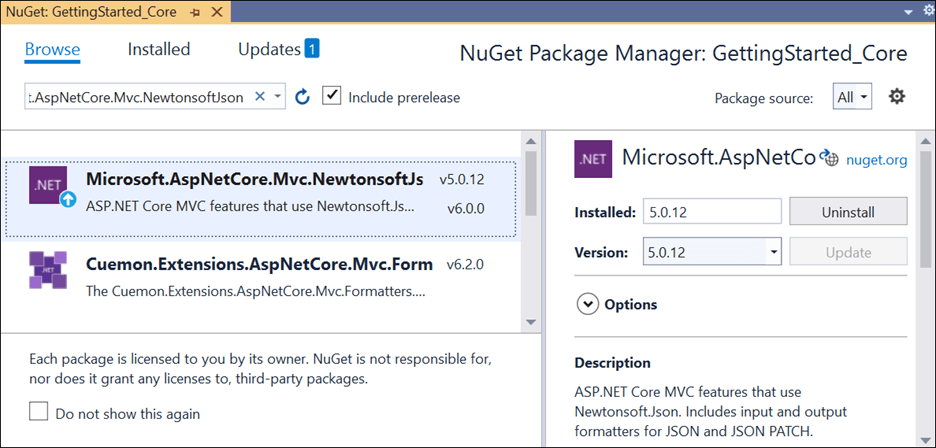 NuGet: GettingStarted_Core
Browse Installed Updates 1
NuGet Package Manager: GettingStarted_Core
t.AspNetCore.Mvc.NewtonsoftJson
Include prerelease
Package source: All
.NET
Microsoft.AspNetCore.Mvc.NewtonsoftJs v5.0.12
ASP.NET Core MVC features that use Newtonsoft.Js... v6.0.0
.NET
Cuemon.Extensions.AspNetCore.Mvc.Form v6.2.0
The Cuemon.Extensions.AspNetCore.Mvc.Formatters....
Each package is licensed to you by its owner. NuGet is not responsible for,
nor does it grant any licenses to, third-party packages.
Do not show this again
.NET
Microsoft.AspNetCo nuget.org
Installed: 5.0.12 Uninstall
Version: 5.0.12 Update
Options
Description
ASP.NET Core MVC features that use
Newtonsoft.Json. Includes input and output
formatters for JSON and JSON PATCH.